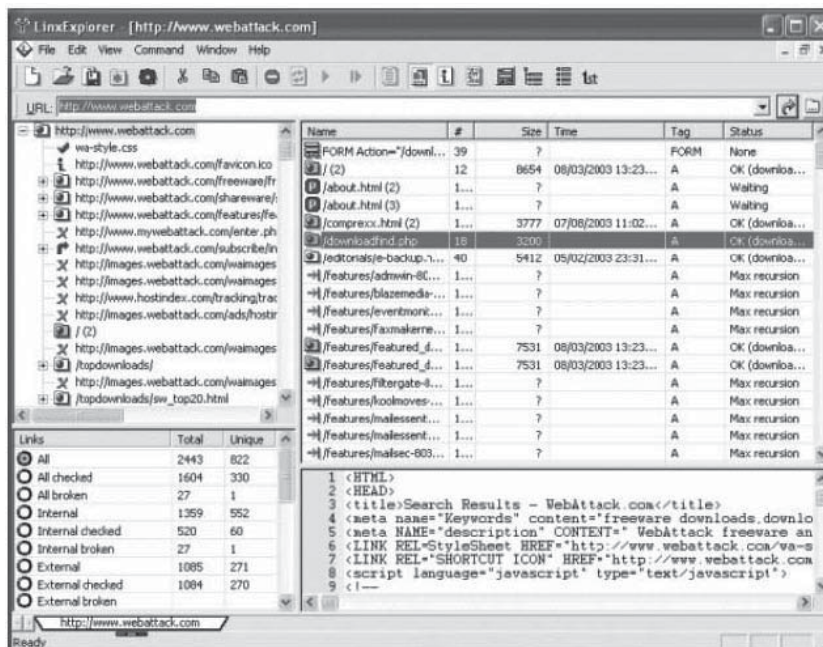 LinxExplorer - [http://www.webattack.com]
File Edit View Command Window Help
1st
URL: http://www.webattack.com
http://www.webattack.com
wa-style.css
http://www.webattack.com/favicon.ico
http://www.webattack.com/freeware/fr
http://www.webattack.com/shareware/
http://www.webattack.com/features/fea
http://www.mywebattack.com/enter.ph
http://www.webattack.com/subscribe/in
http://images.webattack.com/waimages
http://images.webattack.com/waimages
http://www.hostindex.com/tracking/trac
http://images.webattack.com/ads/hostir
/ (2)
http://images.webattack.com/waimages
/topdownloads/
http://images.webattack.com/waimages
/topdownloads/sw_top20.html
Name # Size Time Tag Status
FORM Action="/downl... 39 ? FORM None
/ (2) 12 8654 08/03/2003 13:23... A OK (downloa...
/about.html (2) 1... ? A Waiting
/about.html (3) 1... ? A Waiting
/comprexx.html (2) 1... 3777 07/08/2003 11:02... A OK (downloa...
/downloadfind.php 18 3200 A OK (downloa...
/editorials/e-backup.h... 40 5412 05/02/2003 23:31... A OK (downloa...
/features/admwin-80... 1... ? A Max recursion
/features/blazemedia-... 1... ? A Max recursion
/features/eventmont... 1... ? A Max recursion
/features/faxmakerne... 1... ? A Max recursion
/features/featured_d... 1... 7531 08/03/2003 13:23... A OK (downloa...
/features/featured_d... 1... 7531 08/03/2003 13:23... A OK (downloa...
/features/filtergate-8... 1... ? A Max recursion
/features/koolmoves-... 1... ? A Max recursion
/features/mailessent... 1... ? A Max recursion
/features/mailessent... 1... ? A Max recursion
/features/mailsec-803... 1... ? A Max recursion
Links Total Unique
All 2443 822
All checked 1604 330
All broken 27 1
Internal 1359 552
Internal checked 520 60
Internal broken 27 1
External 1085 271
External checked 1084 270
External broken
1 <HTML>
2 <HEAD>
3 <title>Search Results - WebAttack.com</title>
4 <meta name="Keywords" content="freeware downloads,downlo
5 <meta NAME="description" CONTENT=" WebAttack freeware an
6 <LINK REL=StyleSheet HREF="http://www.webattack.com/wa-s
7 <LINK REL="SHORTCUT ICON" HREF="http://www.webattack.com
8 <script language="javascript" type="text/javascript">
9 <!--
http://www.webattack.com
Ready